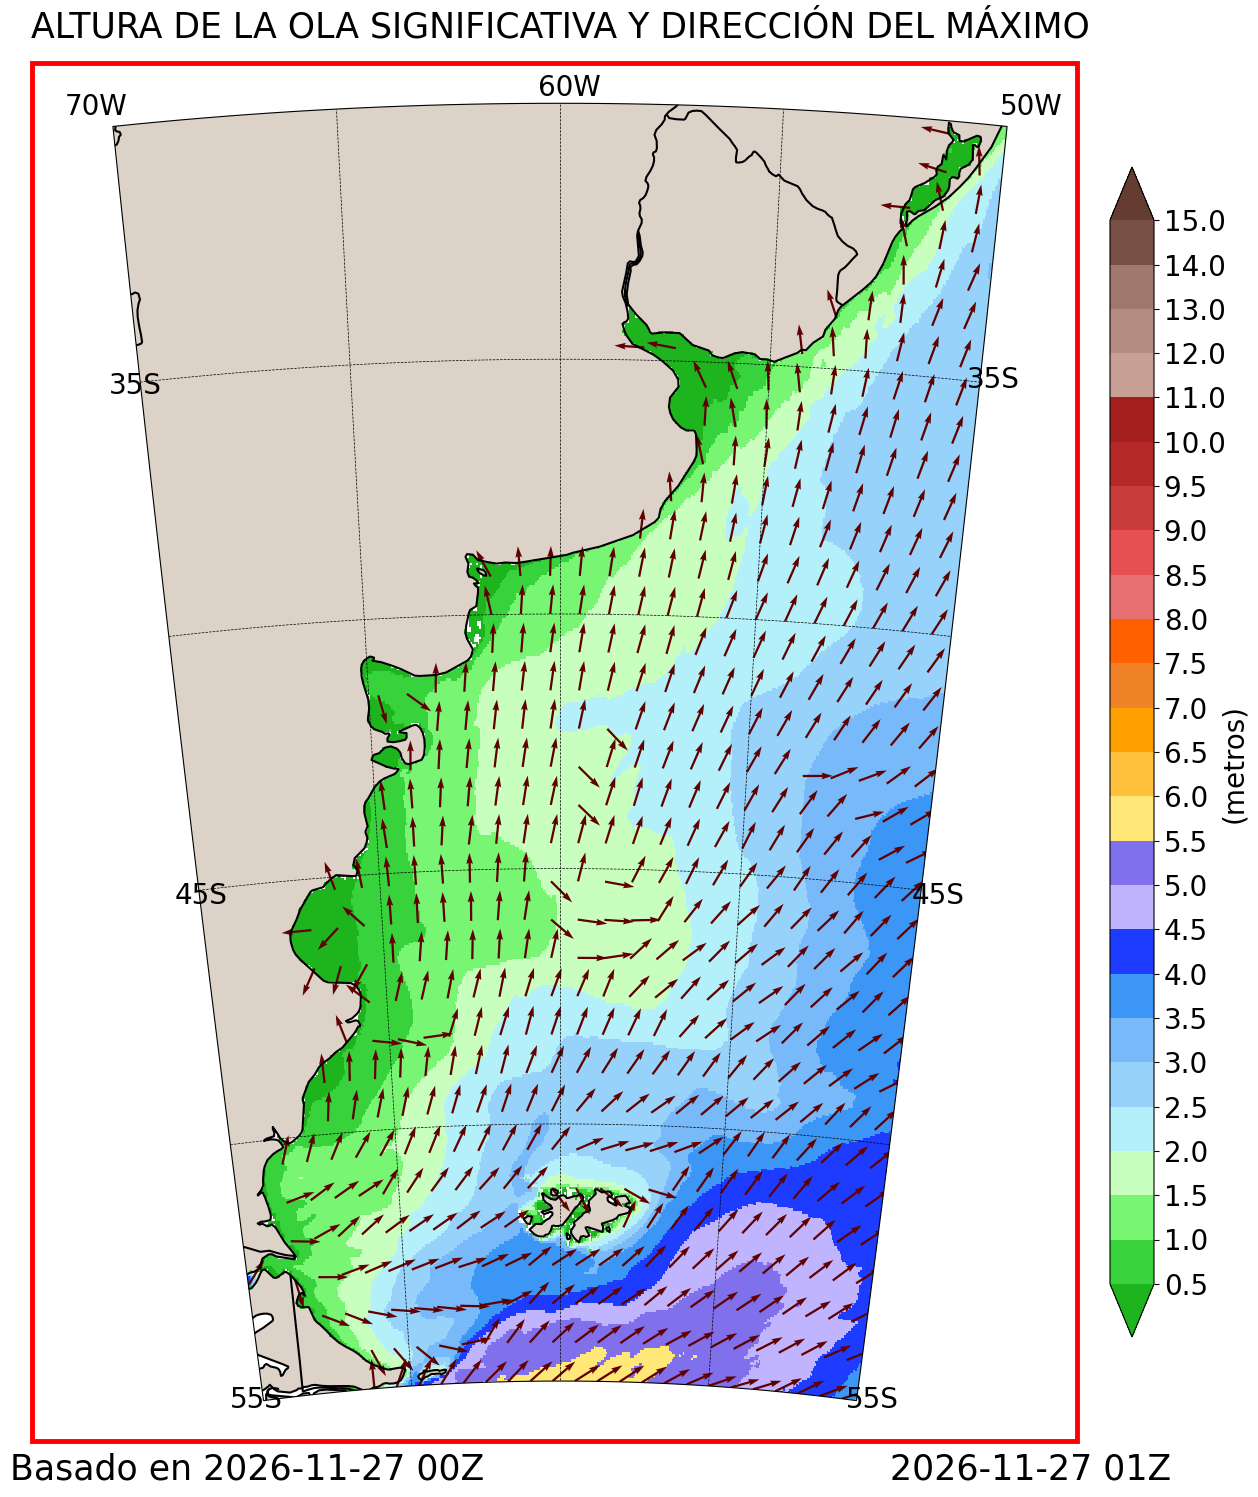 ALTURA DE LA OLA SIGNIFICATIVA Y DIRECCIÓN DEL MÁXIMO
70W
60W
50W
35S
35S
45S
45S
55S
55S
15.0
14.0
13.0
12.0
11.0
10.0
9.5
9.0
8.5
8.0
7.5
7.0
6.5
6.0
5.5
5.0
4.5
4.0
3.5
3.0
2.5
2.0
1.5
1.0
0.5
(metros)
Basado en 2026-11-27 00Z
2026-11-27 01Z